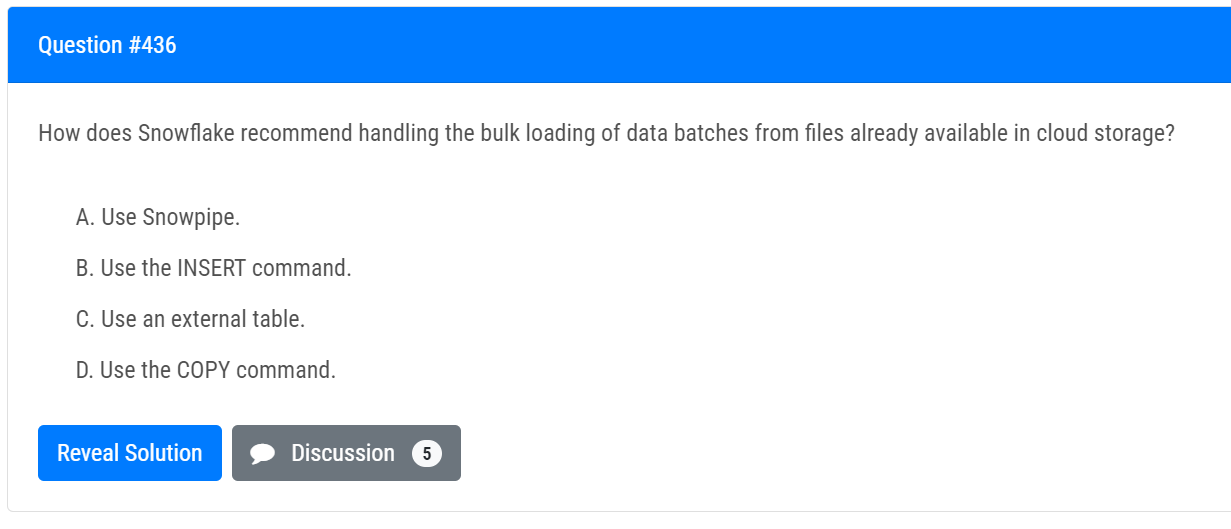 Question #436
How does Snowflake recommend handling the bulk loading of data batches from files already available in cloud storage?
A. Use Snowpipe.
B. Use the INSERT command.
C. Use an external table.
D. Use the COPY command.
Reveal Solution
Discussion 5